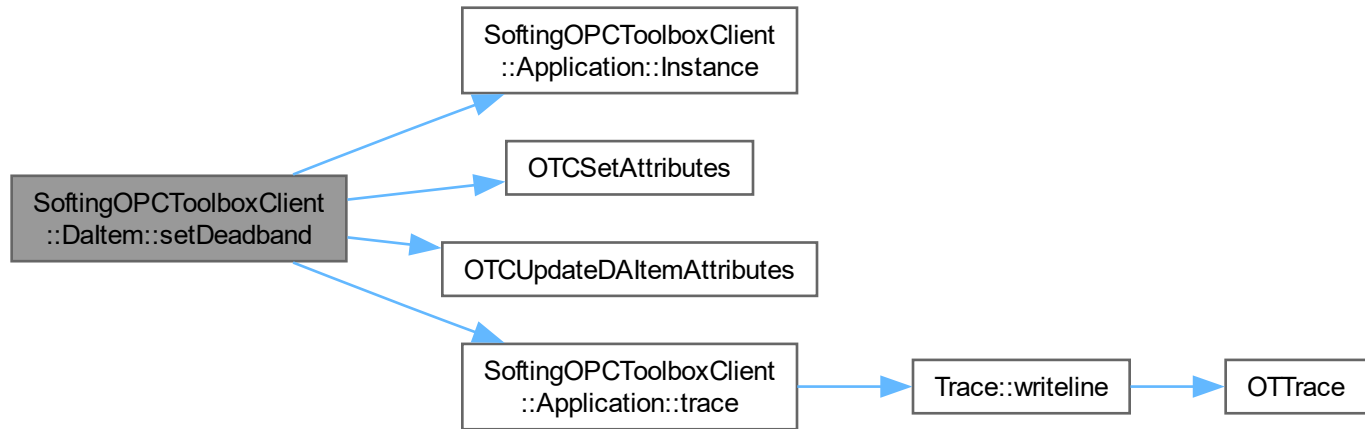 SoftingOPCToolboxClient
::Application::Instance
OTCSetAttributes
SoftingOPCToolboxClient
::DaItem::setDeadband
OTCUpdateDAItemAttributes
SoftingOPCToolboxClient
::Application::trace
Trace::writeline
OTTrace